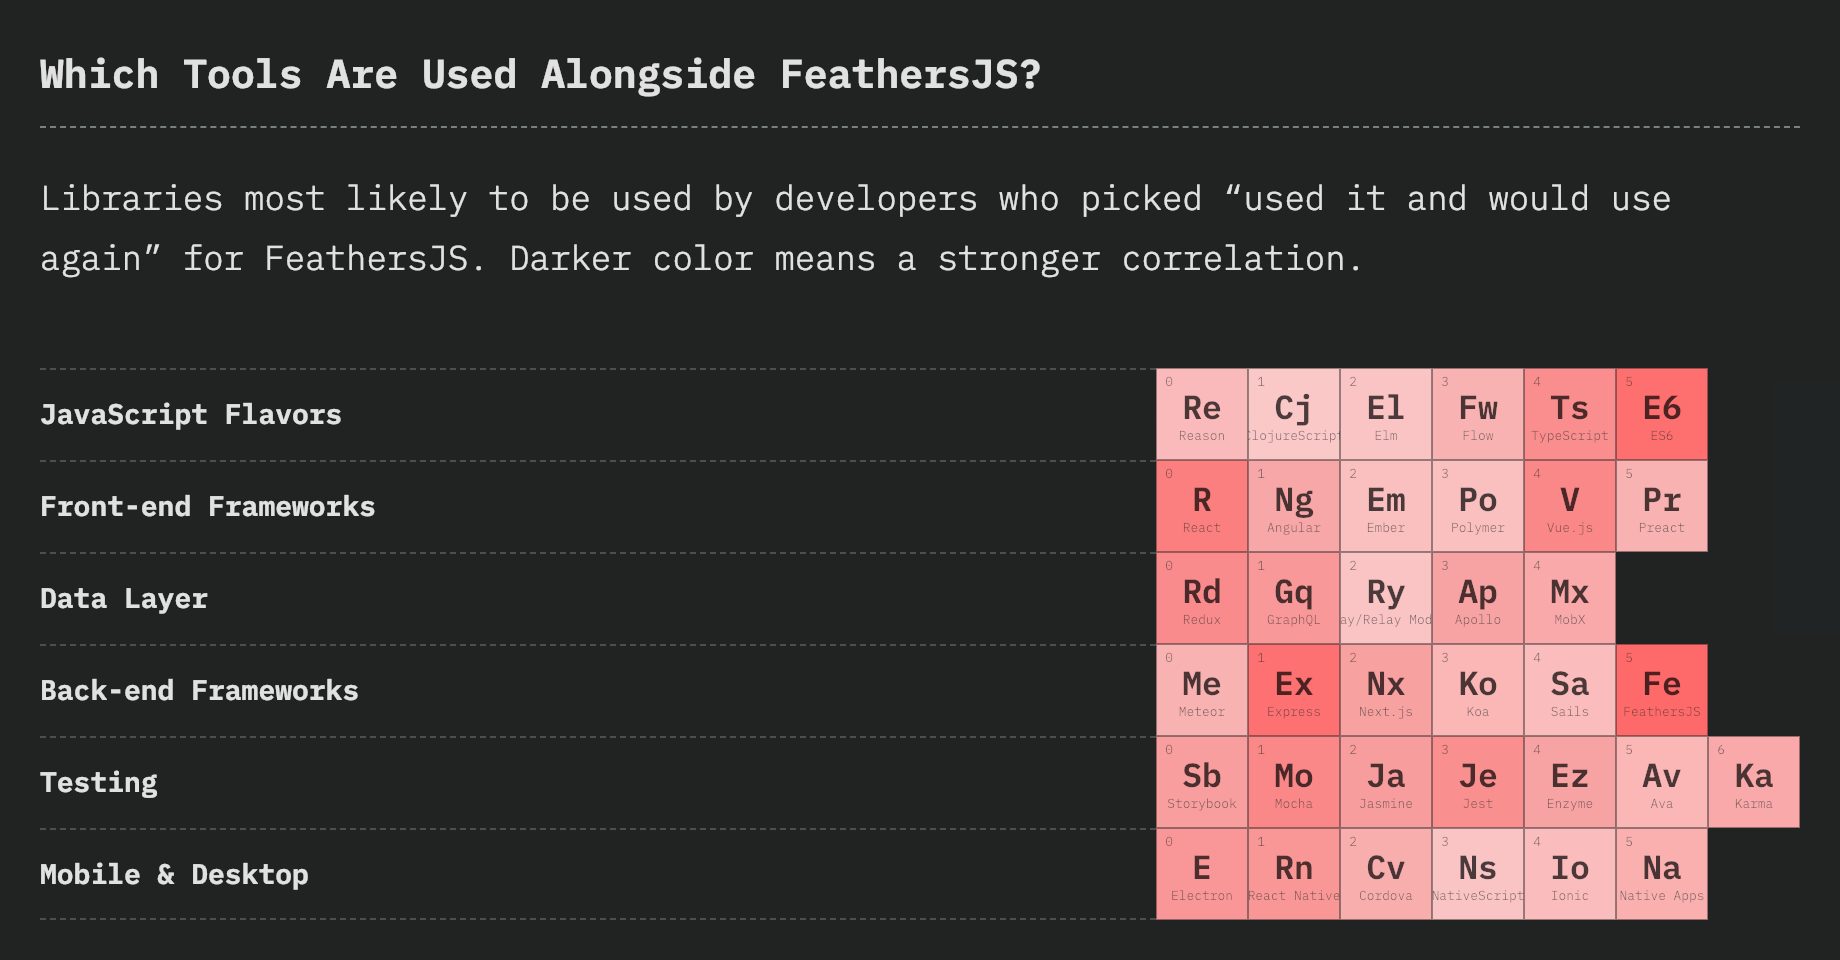 Which Tools Are Used Alongside FeathersJS?
Libraries most likely to be used by developers who picked “used it and would use
again” for FeathersJS. Darker color means a stronger correlation.
JavaScript Flavors
0 1 2 3 4 5
Re Cj El Fw Ts E6
Reason ClojureScript Elm Flow TypeScript ES6
Front-end Frameworks
0 1 2 3 4 5
R Ng Em Po V Pr
React Angular Ember Polymer Vue.js Preact
Data Layer
0 1 2 3 4
Rd Gq Ry Ap Mx
Redux GraphQL ay/Relay Mod Apollo MobX
Back-end Frameworks
0 1 2 3 4 5
Me Ex Nx Ko Sa Fe
Meteor Express Next.js Koa Sails FeathersJS
Testing
0 1 2 3 4 5 6
Sb Mo Ja Je Ez Av Ka
Storybook Mocha Jasmine Jest Enzyme Ava Karma
Mobile & Desktop
0 1 2 3 4 5
E Rn Cv Ns Io Na
Electron React Native Cordova NativeScript Ionic Native Apps